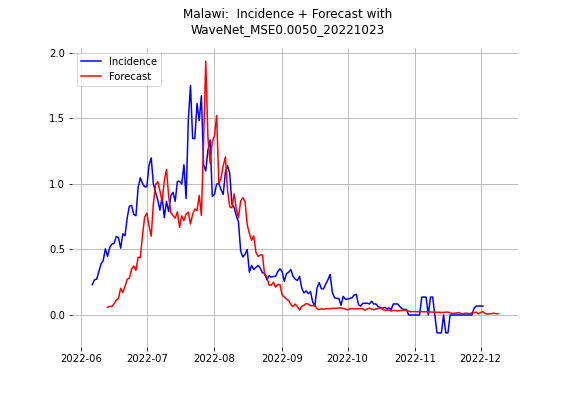 Malawi:  Incidence + Forecast with
WaveNet_MSE0.0050_20221023
Incidence
Forecast
2.0
1.5
1.0
0.5
0.0
2022-06 2022-07 2022-08 2022-09 2022-10 2022-11 2022-12